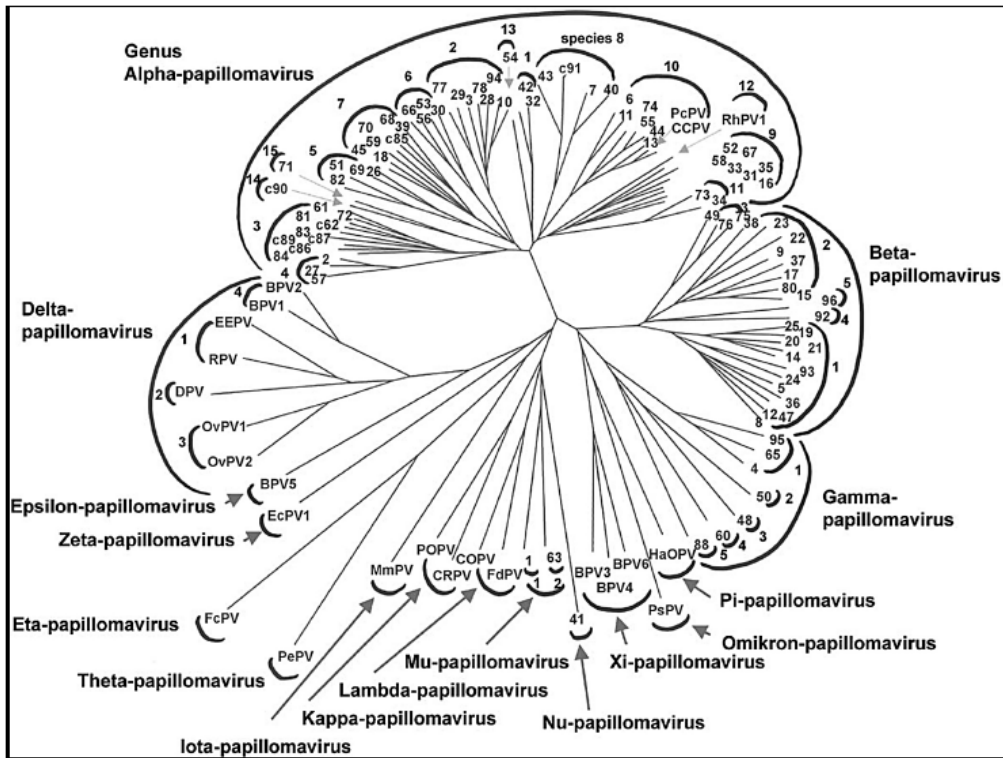 Genus
Alpha-papillomavirus
13
54
1
species 8
2
94
77
78
29
3
28
10
42
32
43
c91
7
40
10
6
11
74
55
44
13
PcPV
CCPV
12
RhPV1
9
52
67
58
33
31
35
16
11
73
34
6
53
66
30
56
7
70
68
39
59
c85
45
18
5
51
69
26
82
15
71
14
c90
3
61
81
72
83
c62
c89
c87
c86
84
4
2
27
57
Beta-
papillomavirus
3
49
75
76
38
2
23
22
9
37
17
80
15
5
96
92
4
1
25
19
20
21
14
93
24
5
36
12
47
8
Gamma-
papillomavirus
95
65
4
1
50
2
48
3
60
4
88
5
HaOPV
Pi-papillomavirus
PsPV
Omikron-papillomavirus
BPV3
BPV6
BPV4
Xi-papillomavirus
41
Nu-papillomavirus
1
63
1
2
Mu-papillomavirus
COPV
FdPV
Lambda-papillomavirus
POPV
CRPV
Kappa-papillomavirus
MmPV
Iota-papillomavirus
PePV
Theta-papillomavirus
FcPV
Eta-papillomavirus
EcPV1
Zeta-papillomavirus
BPV5
Epsilon-papillomavirus
Delta-
papillomavirus
4
BPV2
BPV1
1
EEPV
RPV
2
DPV
3
OvPV1
OvPV2